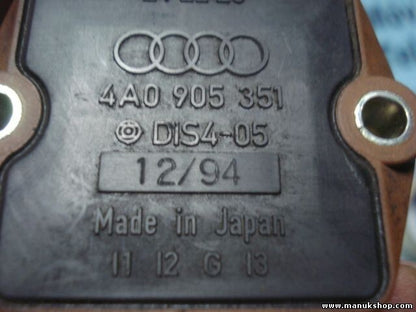 4A0 905 351
DIS4-05
12/94
Made in Japan
11 12 G 13
www.manukshop.com